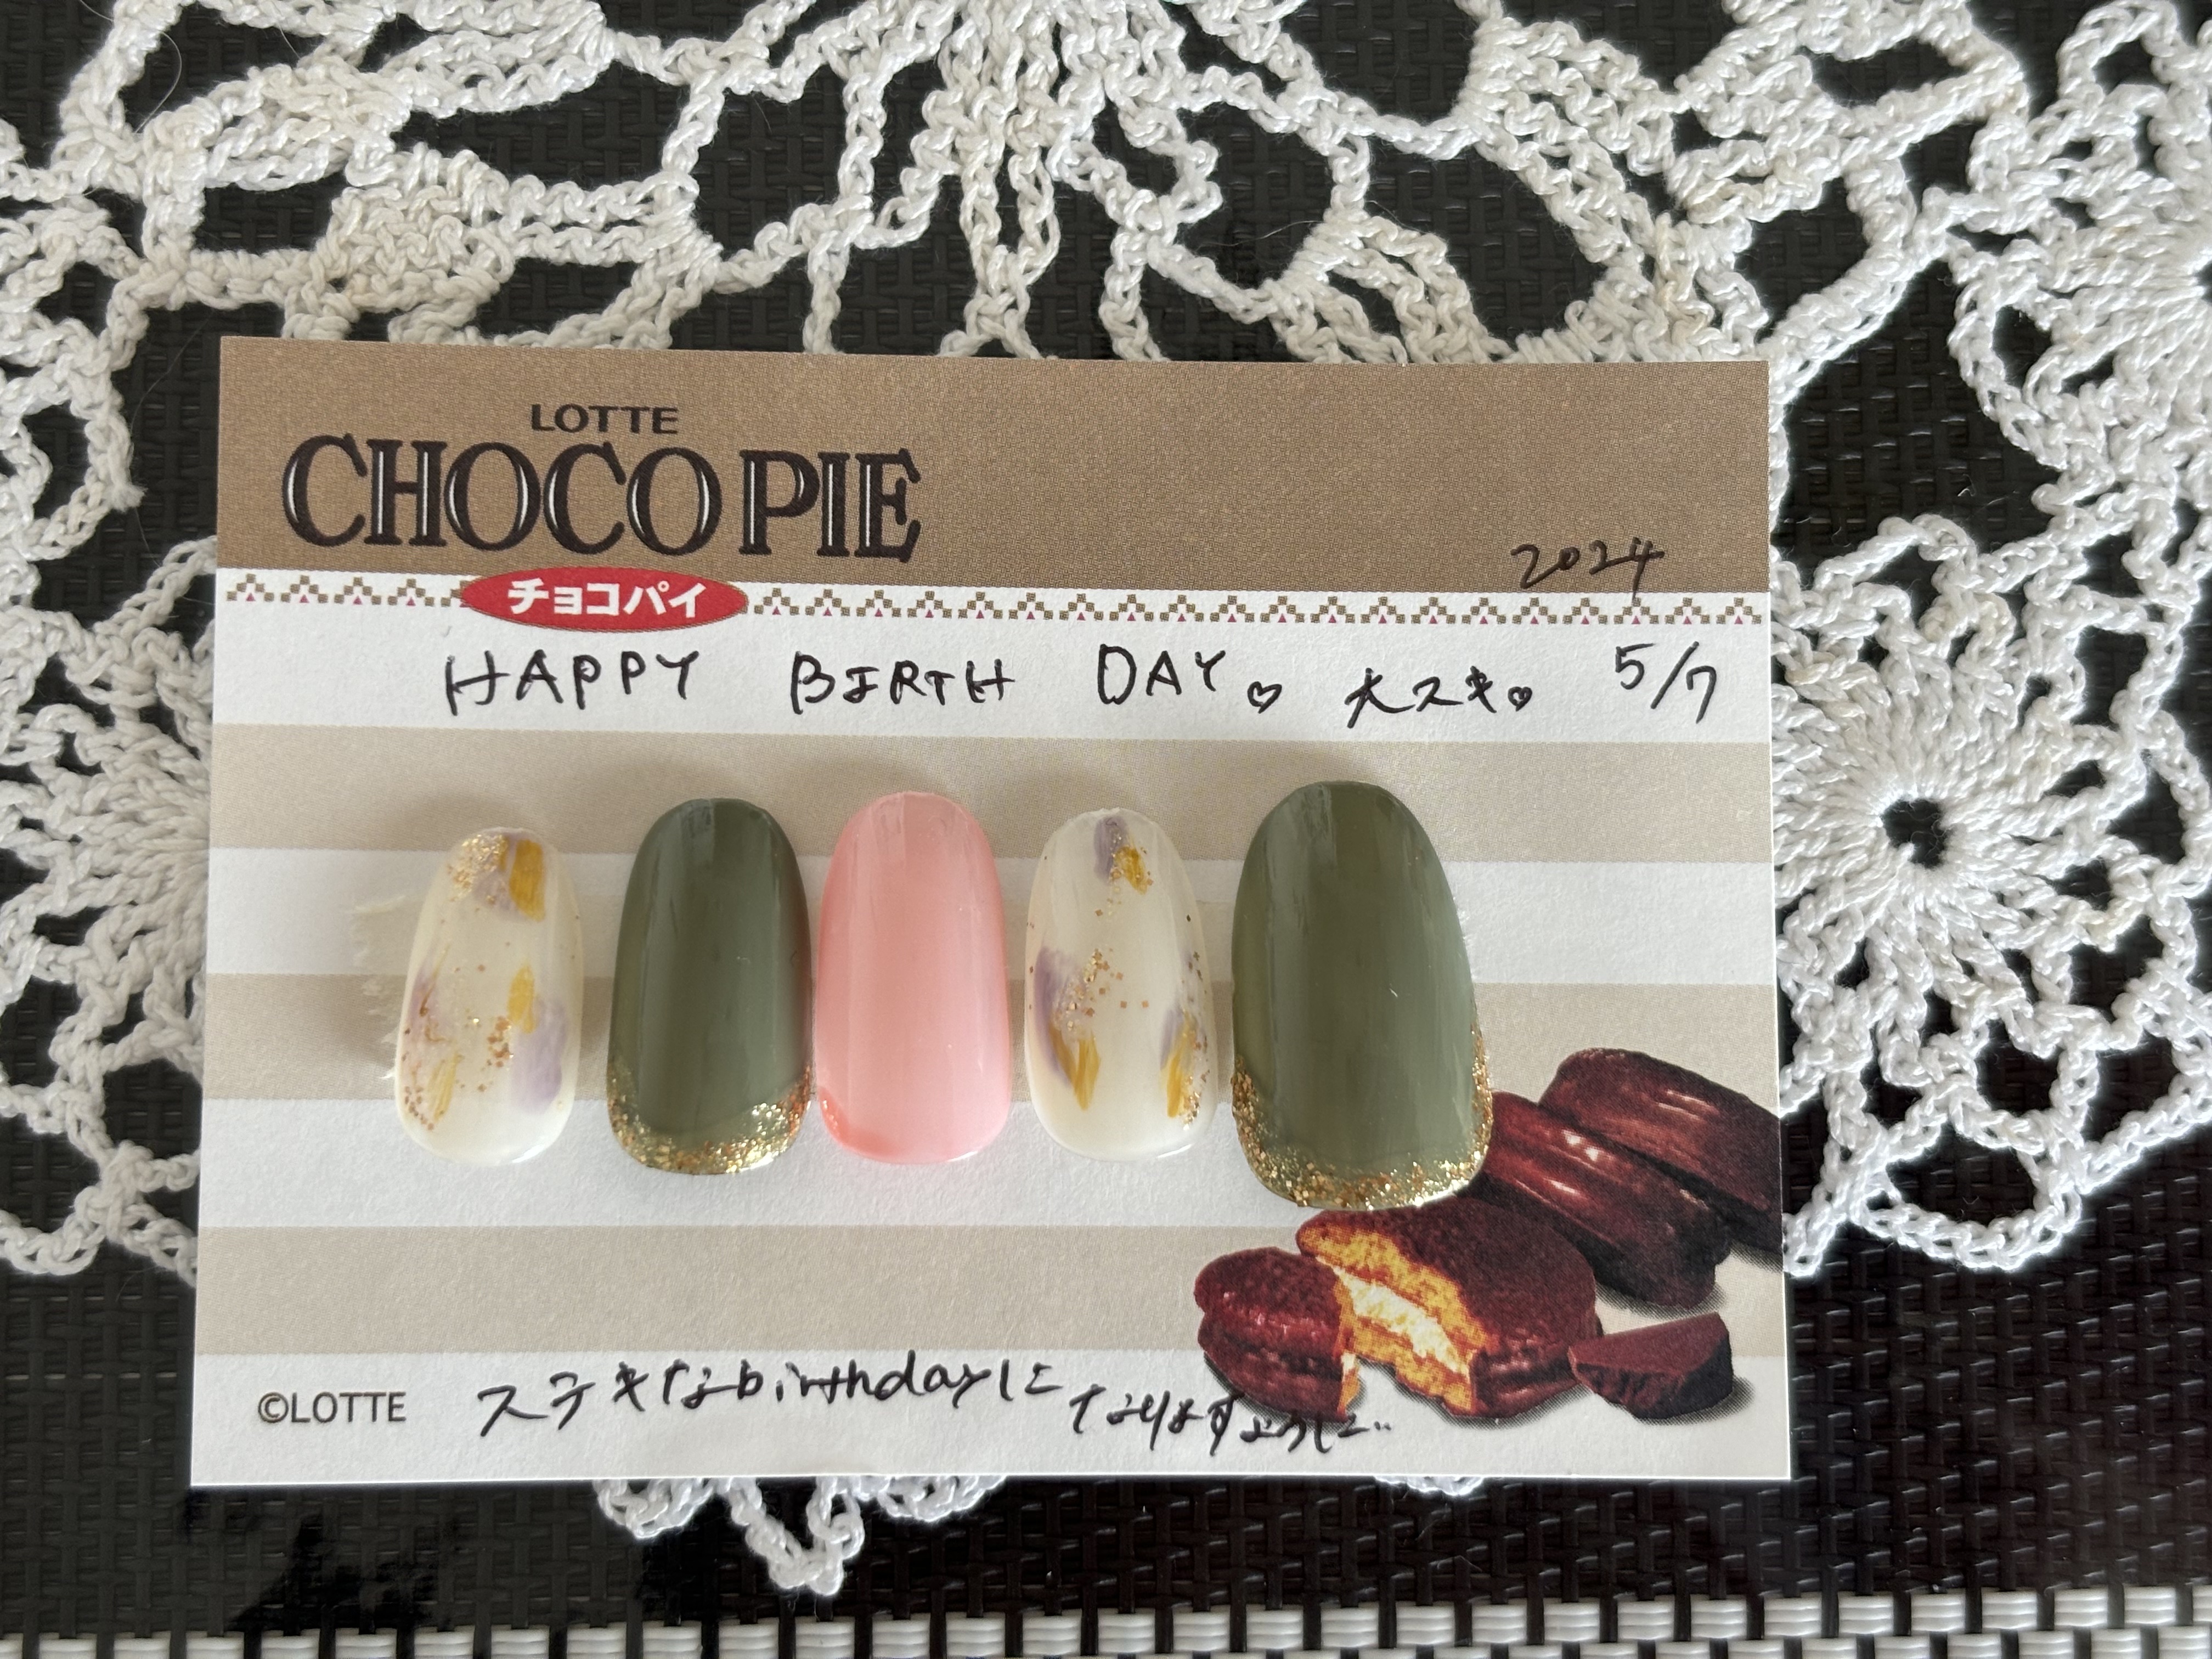 LOTTE
CHOCO PIE
チョコパイ
2024
HAPPY BIRTH DAY♡ 大スキ♡ 5/7
©LOTTE
ステキなbirthdayに
なりますように..